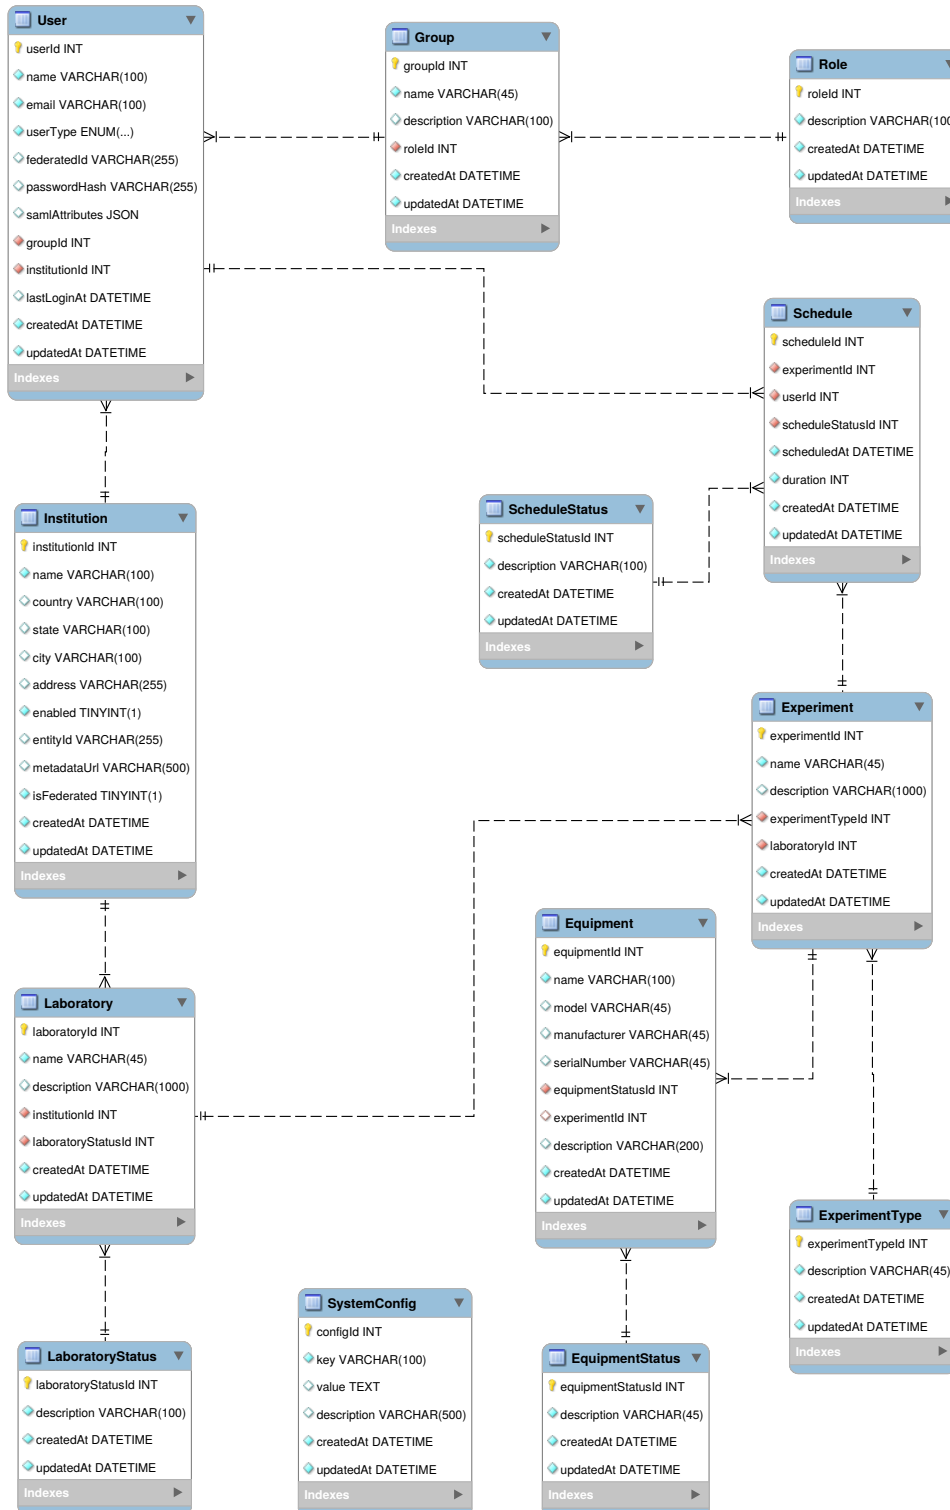 User
userId INT
name VARCHAR(100)
email VARCHAR(100)
userType ENUM(...)
federatedId VARCHAR(255)
passwordHash VARCHAR(255)
samlAttributes JSON
groupId INT
institutionId INT
lastLoginAt DATETIME
createdAt DATETIME
updatedAt DATETIME
Indexes
Group
groupId INT
name VARCHAR(45)
description VARCHAR(100)
roleId INT
createdAt DATETIME
updatedAt DATETIME
Indexes
Role
roleId INT
description VARCHAR(100
createdAt DATETIME
updatedAt DATETIME
Indexes
Schedule
scheduleId INT
experimentId INT
userId INT
scheduleStatusId INT
scheduledAt DATETIME
duration INT
createdAt DATETIME
updatedAt DATETIME
Indexes
ScheduleStatus
scheduleStatusId INT
description VARCHAR(100)
createdAt DATETIME
updatedAt DATETIME
Indexes
Institution
institutionId INT
name VARCHAR(100)
country VARCHAR(100)
state VARCHAR(100)
city VARCHAR(100)
address VARCHAR(255)
enabled TINYINT(1)
entityId VARCHAR(255)
metadataUrl VARCHAR(500)
isFederated TINYINT(1)
createdAt DATETIME
updatedAt DATETIME
Indexes
Experiment
experimentId INT
name VARCHAR(45)
description VARCHAR(1000)
experimentTypeId INT
laboratoryId INT
createdAt DATETIME
updatedAt DATETIME
Indexes
Equipment
equipmentId INT
name VARCHAR(100)
model VARCHAR(45)
manufacturer VARCHAR(45)
serialNumber VARCHAR(45)
equipmentStatusId INT
experimentId INT
description VARCHAR(200)
createdAt DATETIME
updatedAt DATETIME
Indexes
Laboratory
laboratoryId INT
name VARCHAR(45)
description VARCHAR(1000)
institutionId INT
laboratoryStatusId INT
createdAt DATETIME
updatedAt DATETIME
Indexes
ExperimentType
experimentTypeId INT
description VARCHAR(45)
createdAt DATETIME
updatedAt DATETIME
Indexes
LaboratoryStatus
laboratoryStatusId INT
description VARCHAR(100)
createdAt DATETIME
updatedAt DATETIME
Indexes
SystemConfig
configId INT
key VARCHAR(100)
value TEXT
description VARCHAR(500)
createdAt DATETIME
updatedAt DATETIME
Indexes
EquipmentStatus
equipmentStatusId INT
description VARCHAR(45)
createdAt DATETIME
updatedAt DATETIME
Indexes